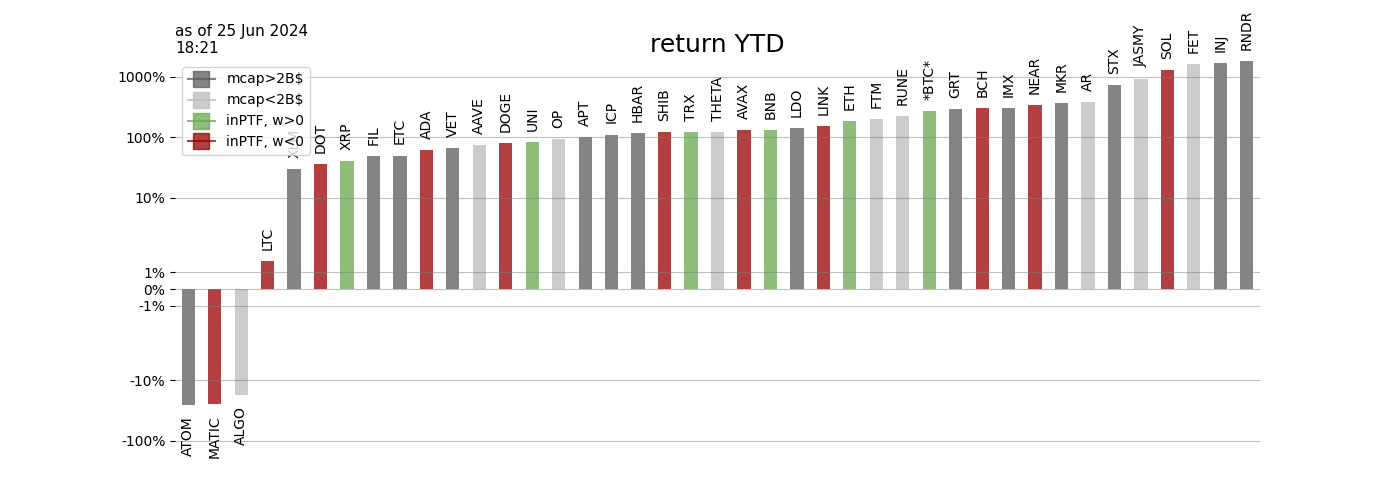 as of 25 Jun 2024
18:21
return YTD
mcap>2B$
mcap<2B$
inPTF, w>0
inPTF, w<0
1000%
100%
10%
1%
0%
-1%
-10%
-100%
ATOM
MATIC
ALGO
LTC
XLM
DOT
XRP
FIL
ETC
ADA
VET
AAVE
DOGE
UNI
OP
APT
ICP
HBAR
SHIB
TRX
THETA
AVAX
BNB
LDO
LINK
ETH
FTM
RUNE
*BTC*
GRT
BCH
IMX
NEAR
MKR
AR
STX
JASMY
SOL
FET
INJ
RNDR